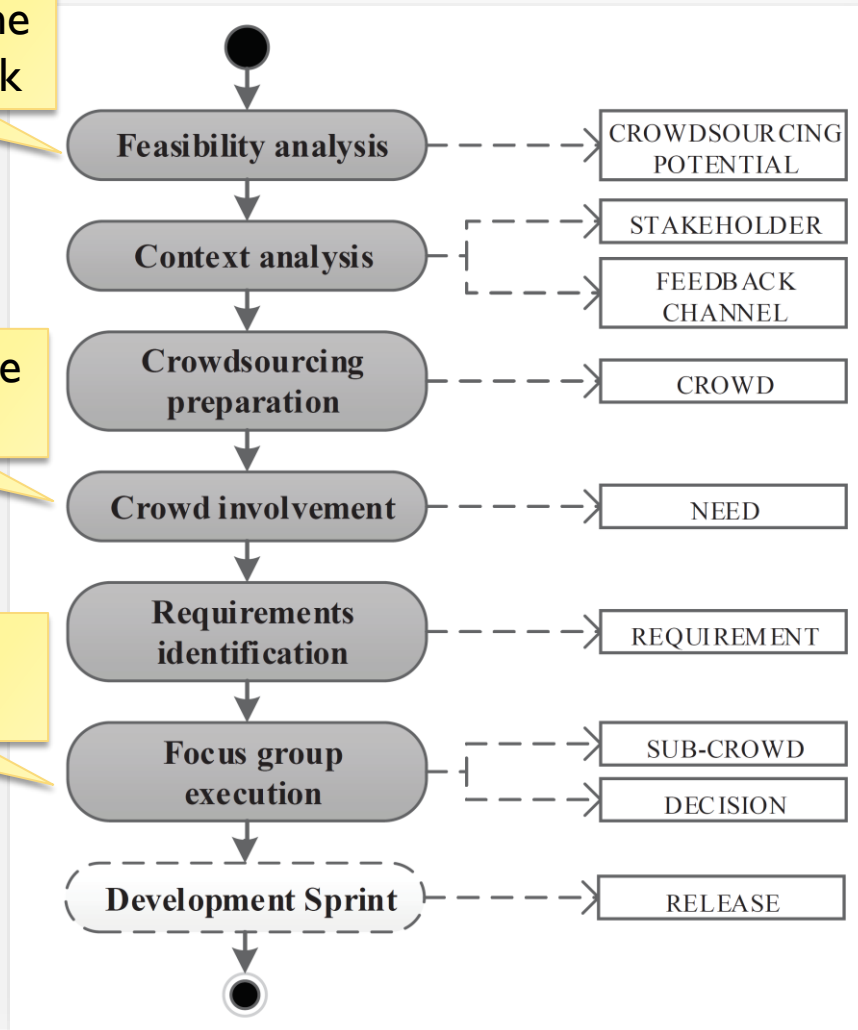 ne
k
Feasibility analysis
CROWDSOURCING
POTENTIAL
Context analysis
STAKEHOLDER
FEEDBACK
CHANNEL
e
Crowdsourcing
preparation
CROWD
Crowd involvement
NEED
Requirements
identification
REQUIREMENT
Focus group
execution
SUB-CROWD
DECISION
Development Sprint
RELEASE